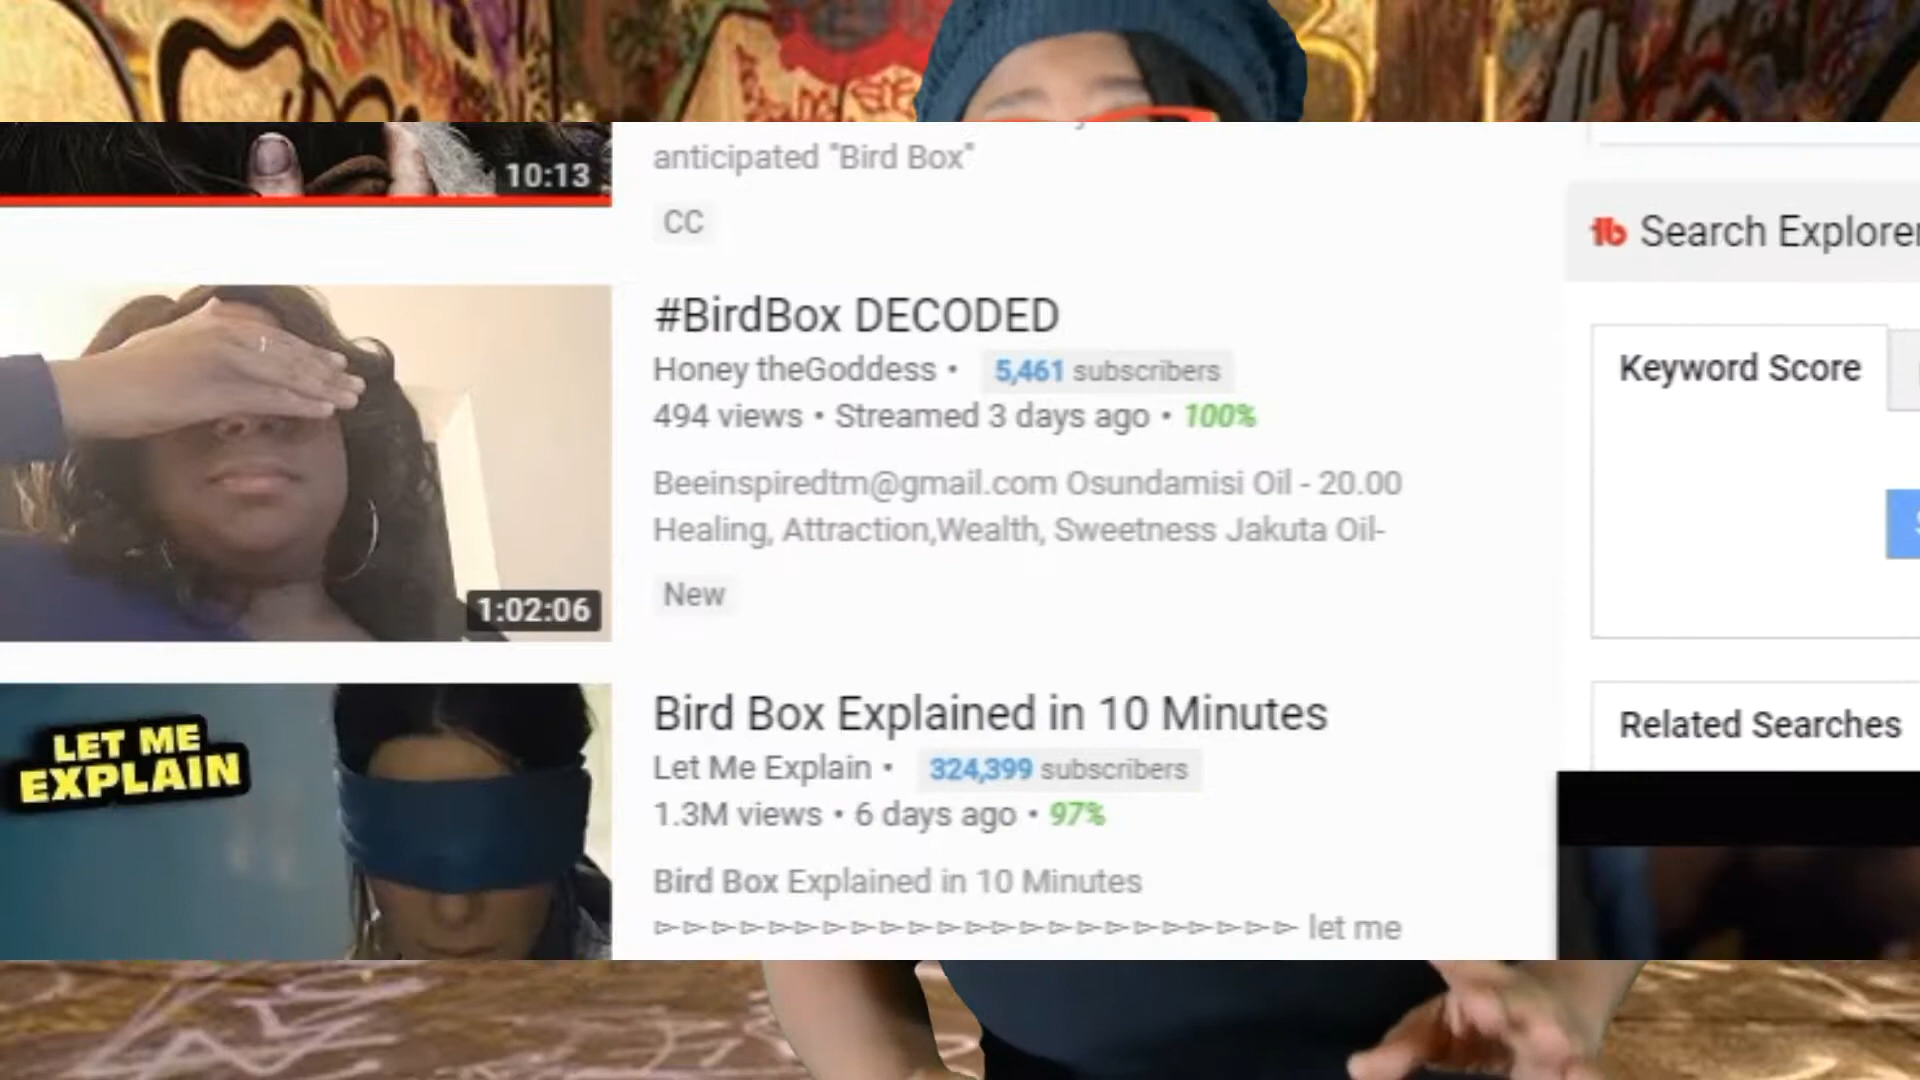 anticipated "Bird Box"
10:13
CC
Search Explorer
#BirdBox DECODED
Honey theGoddess • 5,461 subscribers
494 views • Streamed 3 days ago • 100%
Keyword Score
Beeinspiredtm@gmail.com Osundamisi Oil - 20.00
Healing, Attraction,Wealth, Sweetness Jakuta Oil-
New
1:02:06
LET ME
EXPLAIN
Bird Box Explained in 10 Minutes
Let Me Explain • 324,399 subscribers
1.3M views • 6 days ago • 97%
Related Searches
Bird Box Explained in 10 Minutes
▻▻▻▻▻▻▻▻▻▻▻▻▻▻▻▻▻▻▻▻▻▻▻ let me